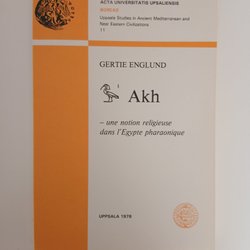 ACTA UNIVERSITATIS UPSALIENSIS
BOREAS
Uppsala Studies in Ancient Mediterranean and
Near Eastern Civilizations
11
GERTIE ENGLUND
Akh
– une notion religieuse
dans l'Egypte pharaonique
UPPSALA 1978